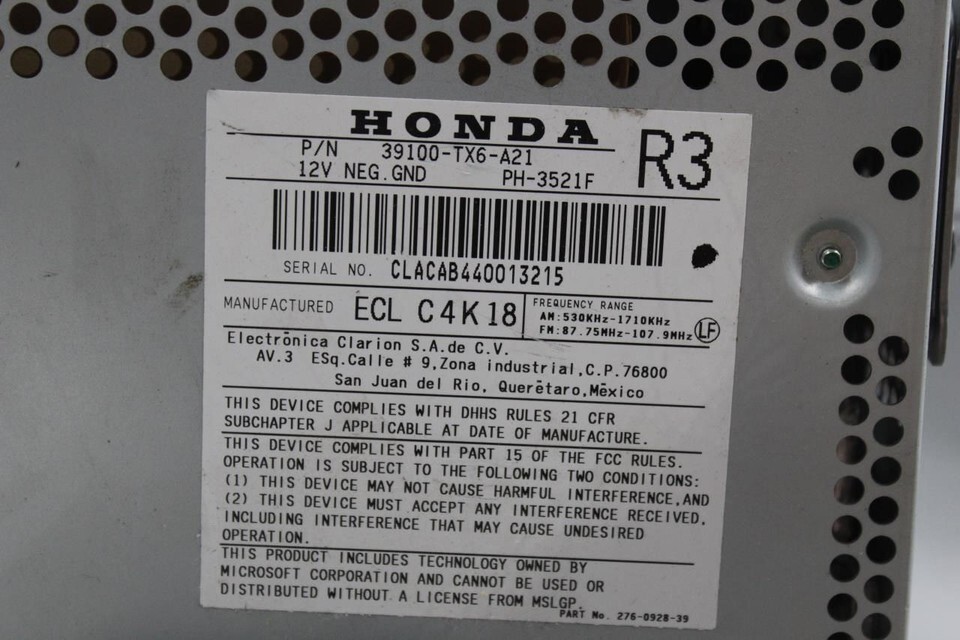 HONDA
P/N 39100-TX6-A21
R3
12V NEG.GND PH-3521F
SERIAL NO. CLACAB440013215
MANUFACTURED ECL C4K18
FREQUENCY RANGE
AM:530KHz-1710KHz
FM:87.75MHz-107.9MHz
LF
Electrōnica Clarion S.A.de C.V.
AV.3 ESq.Calle # 9,Zona industrial,C.P.76800
San Juan del Rio, Querētaro,Mēxico
THIS DEVICE COMPLIES WITH DHHS RULES 21 CFR
SUBCHAPTER J APPLICABLE AT DATE OF MANUFACTURE.
THIS DEVICE COMPLIES WITH PART 15 OF THE FCC RULES.
OPERATION IS SUBJECT TO THE FOLLOWING TWO CONDITIONS:
(1) THIS DEVICE MAY NOT CAUSE HARMFUL INTERFERENCE,AND
(2) THIS DEVICE MUST ACCEPT ANY INTERFERENCE RECEIVED,
INCLUDING INTERFERENCE THAT MAY CAUSE UNDESIRED
OPERATION.
THIS PRODUCT INCLUDES TECHNOLOGY OWNED BY
MICROSOFT CORPORATION AND CANNOT BE USED OR
DISTRIBUTED WITHOUT A LICENSE FROM MSLGP.
PART No. 276-0928-39